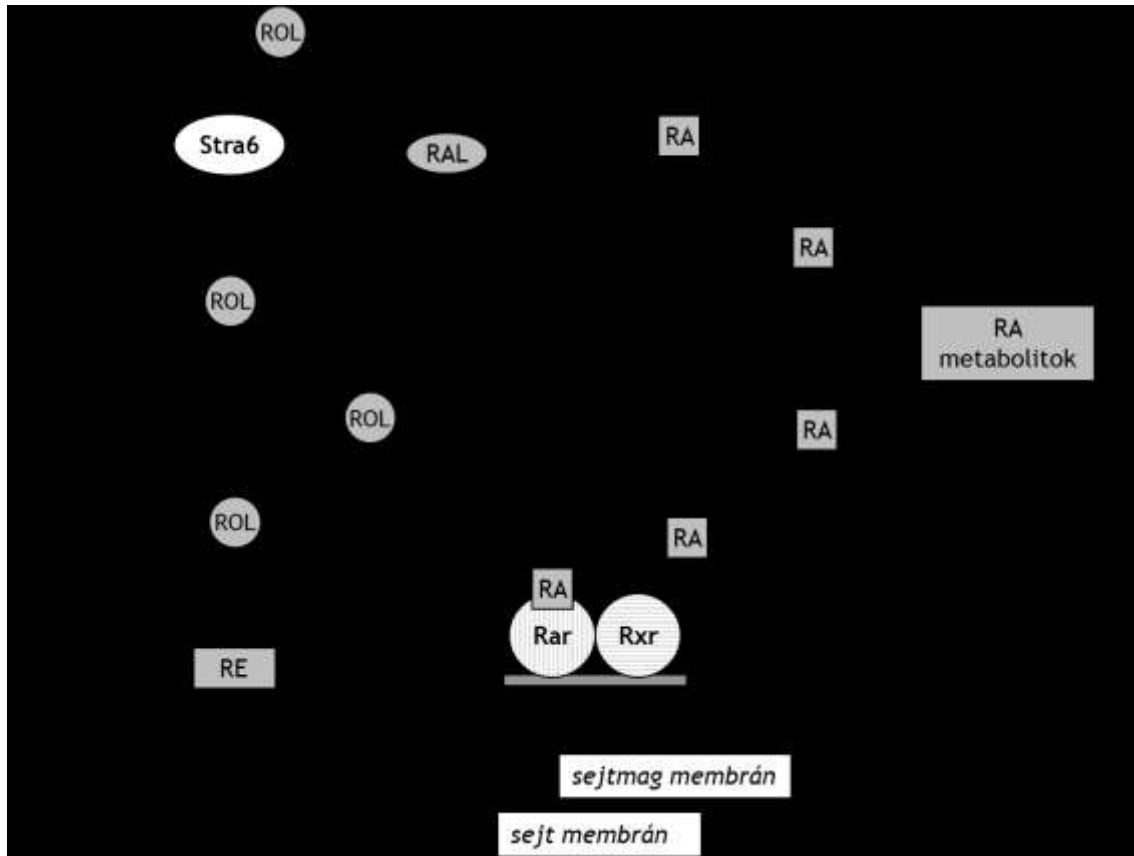 ROL
Stra6
RAL
RA
RA
ROL
RA
metabolitok
ROL
RA
ROL
RA
RA
Rar
Rxr
RE
sejtmag membrán
sejt membrán